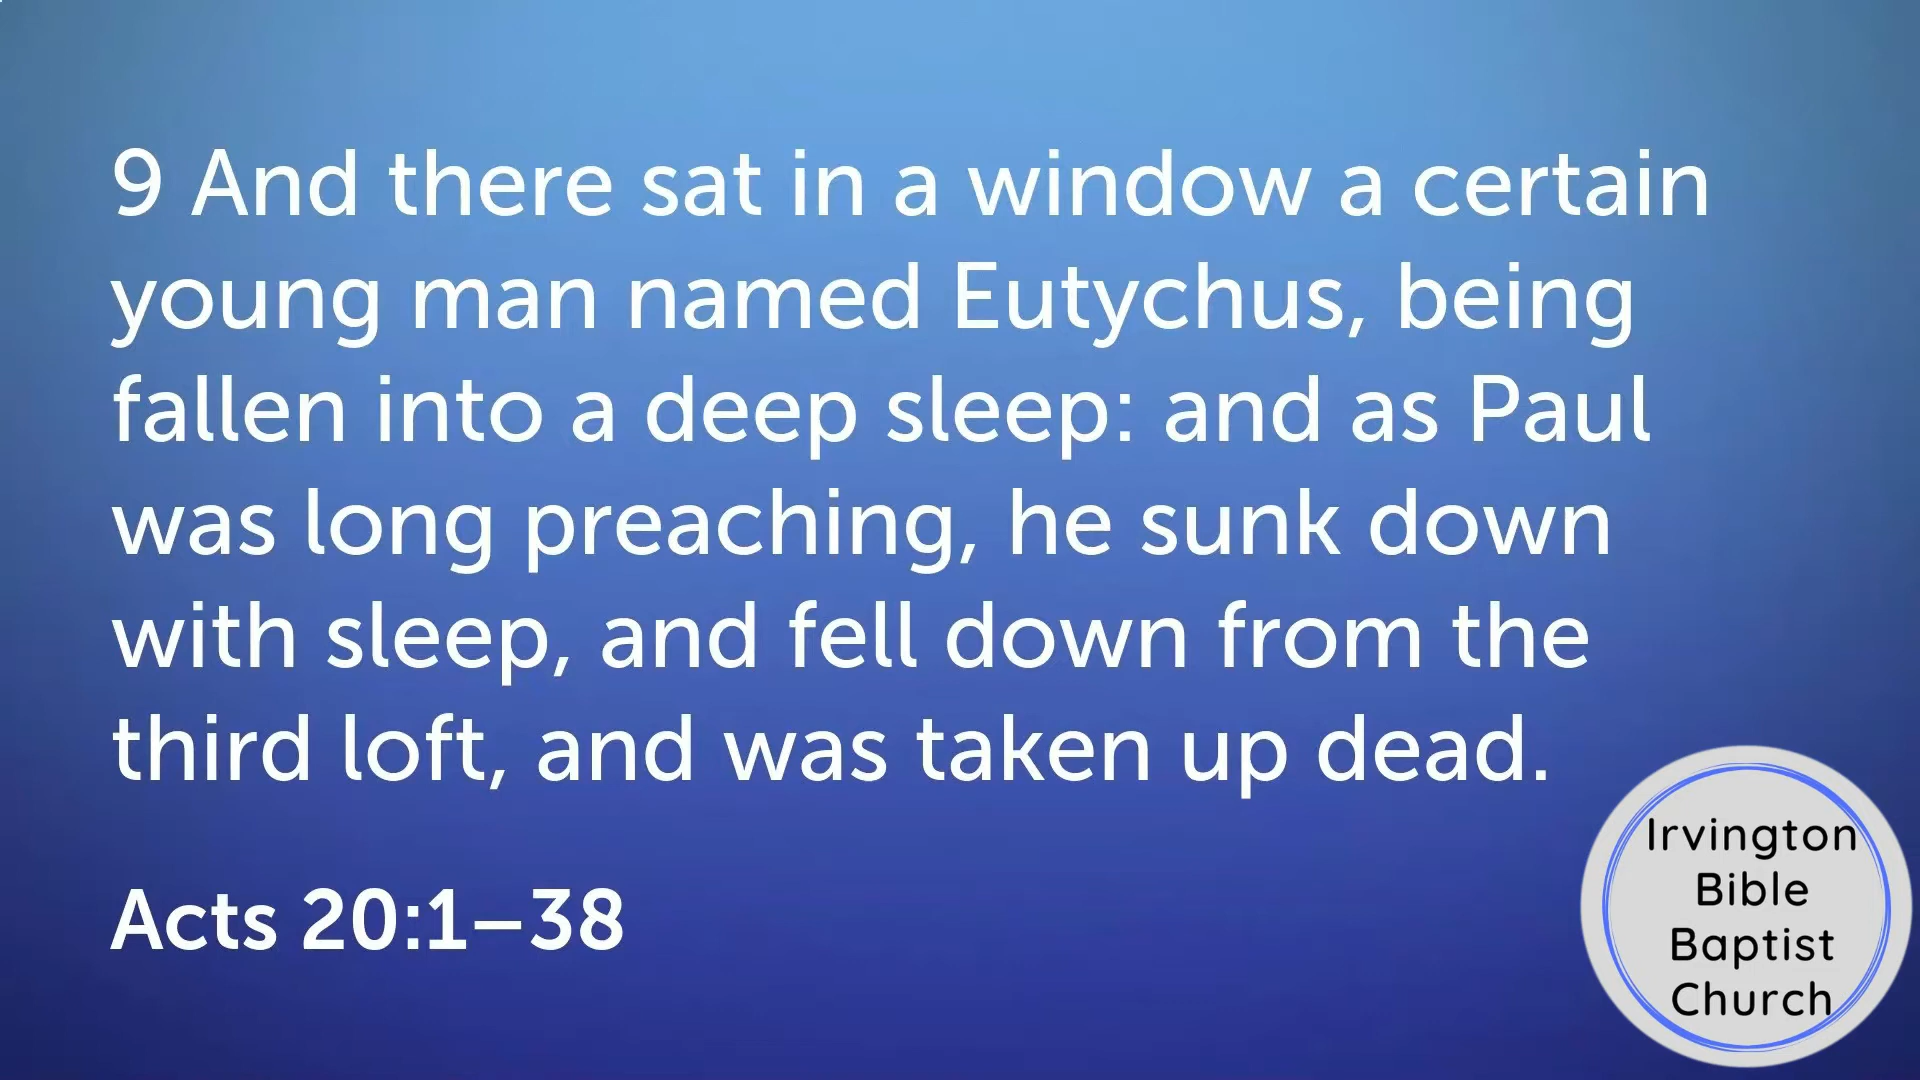 9 And there sat in a window a certain
young man named Eutychus, being
fallen into a deep sleep: and as Paul
was long preaching, he sunk down
with sleep, and fell down from the
third loft, and was taken up dead.
Acts 20:1–38
Irvington
Bible
Baptist
Church